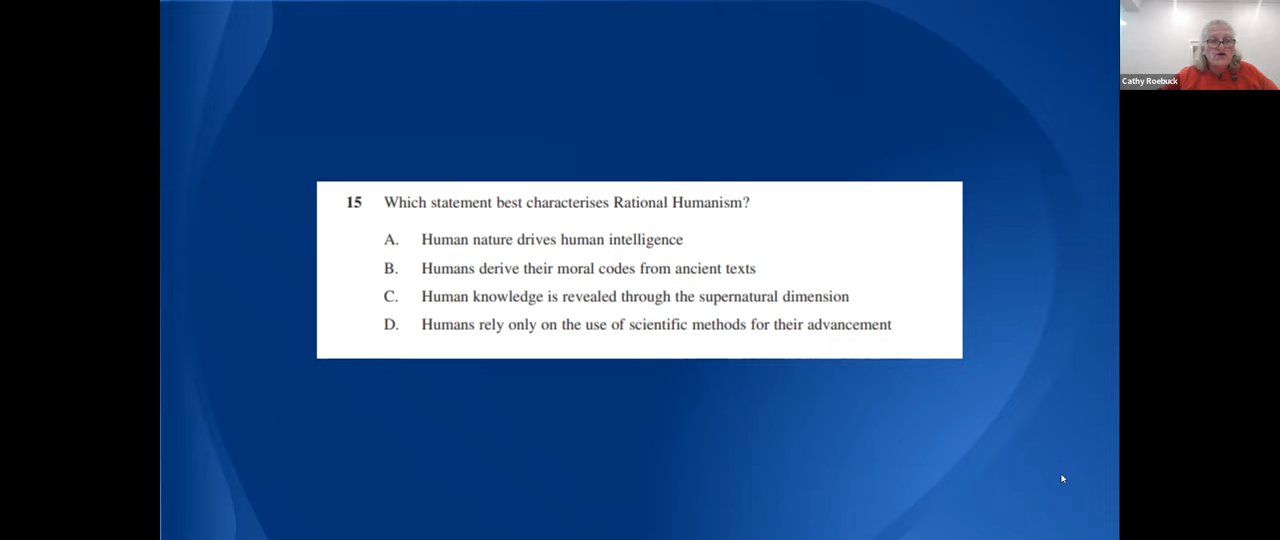 Cathy Roebuck
15 Which statement best characterises Rational Humanism?
A. Human nature drives human intelligence
B. Humans derive their moral codes from ancient texts
C. Human knowledge is revealed through the supernatural dimension
D. Humans rely only on the use of scientific methods for their advancement